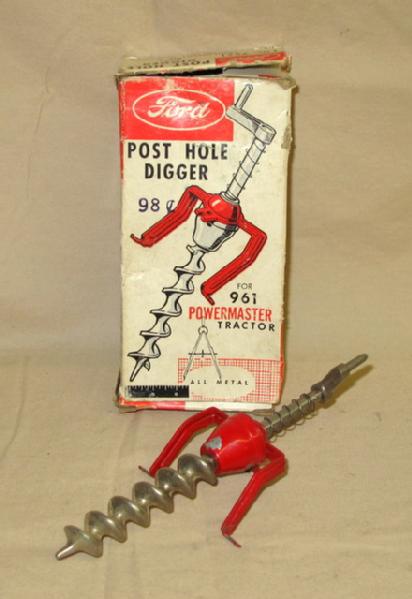 Ford
POST HOLE
DIGGER
98¢
FOR
961
POWERMASTER
TRACTOR
ALL METAL